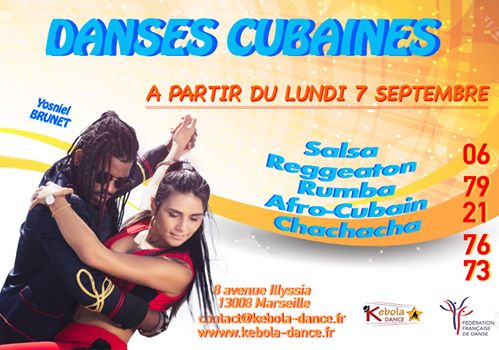 DANSES CUBAINES
A PARTIR DU LUNDI 7 SEPTEMBRE
Yosniel
BRUNET
Salsa
Reggeaton
Rumba
Afro-Cubain
Chachacha
06
79
21
76
73
8 avenue Illyssia
13008 Marseille
contact@kebola-dance.fr
www.kebola-dance.fr
Kebola
DANCE
FÉDÉRATION
FRANÇAISE
DE DANSE